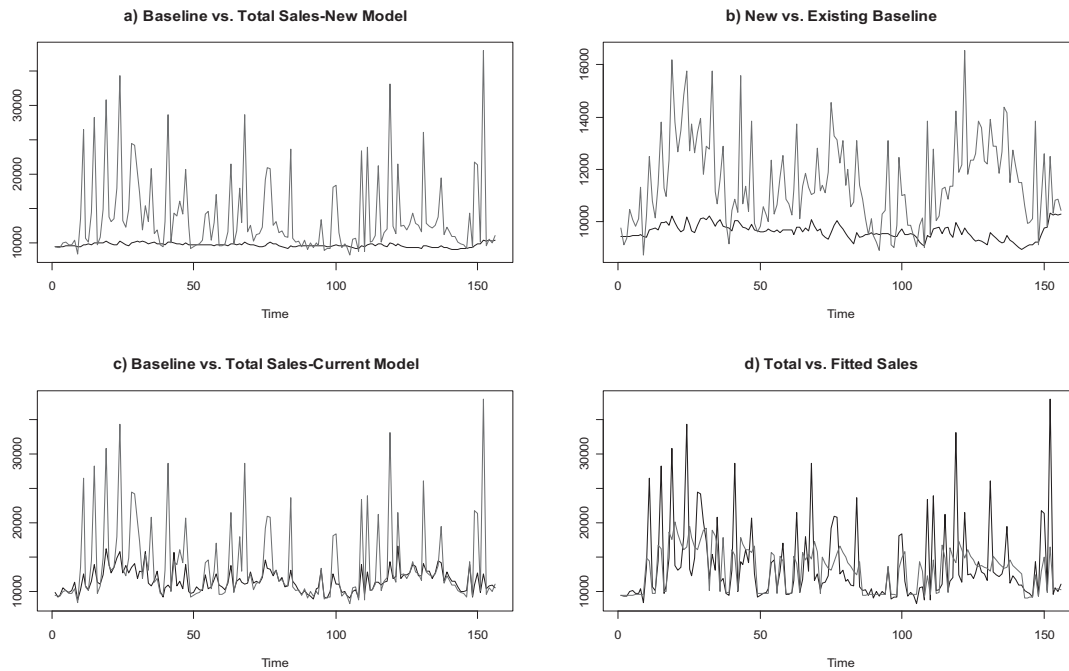 a) Baseline vs. Total Sales-New Model
10000 20000 30000
0 50 100 150
Time
b) New vs. Existing Baseline
10000 12000 14000 16000
0 50 100 150
Time
c) Baseline vs. Total Sales-Current Model
10000 20000 30000
0 50 100 150
Time
d) Total vs. Fitted Sales
10000 20000 30000
0 50 100 150
Time